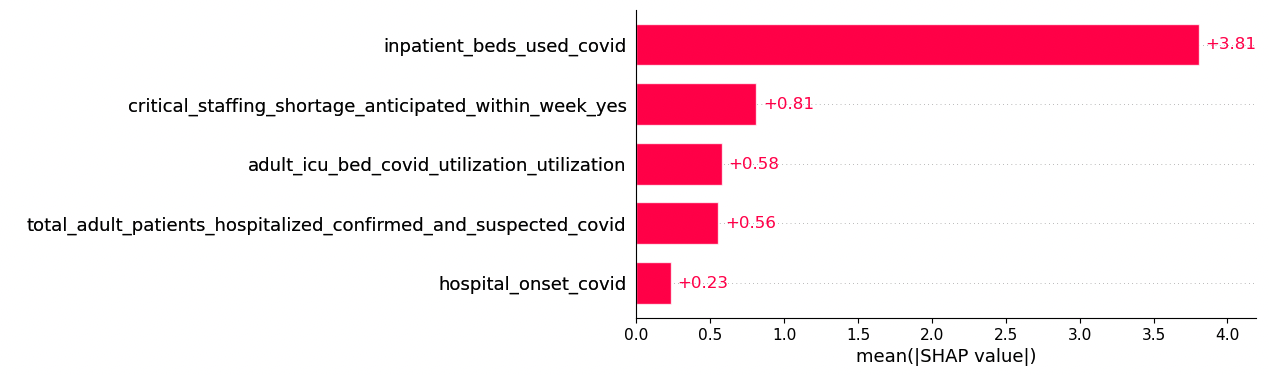 inpatient_beds_used_covid +3.81
critical_staffing_shortage_anticipated_within_week_yes +0.81
adult_icu_bed_covid_utilization_utilization +0.58
total_adult_patients_hospitalized_confirmed_and_suspected_covid +0.56
hospital_onset_covid +0.23
0.0 0.5 1.0 1.5 2.0 2.5 3.0 3.5 4.0
mean(|SHAP value|)